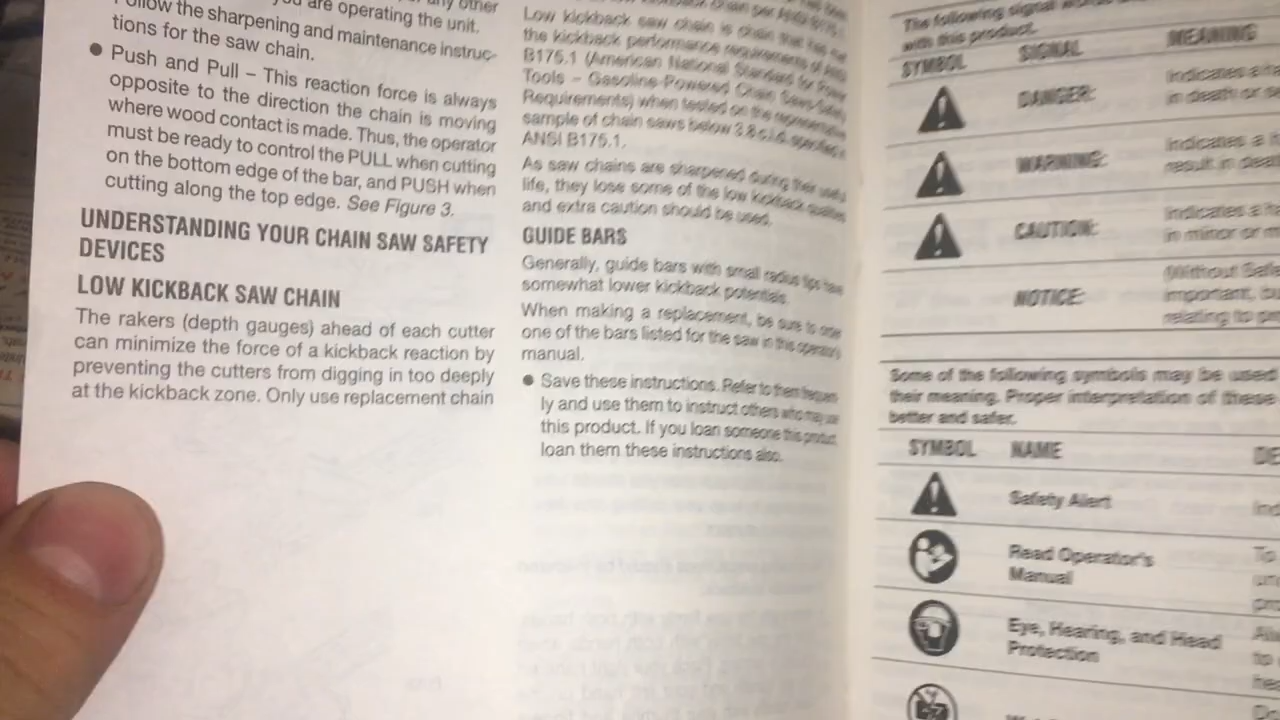 you are operating the unit.
Follow the sharpening and maintenance instruc-
tions for the saw chain.
● Push and Pull – This reaction force is always
opposite to the direction the chain is moving
where wood contact is made. Thus, the operator
must be ready to control the PULL when cutting
on the bottom edge of the bar, and PUSH when
cutting along the top edge. See Figure 3.
UNDERSTANDING YOUR CHAIN SAW SAFETY
DEVICES
LOW KICKBACK SAW CHAIN
The rakers (depth gauges) ahead of each cutter
can minimize the force of a kickback reaction by
preventing the cutters from digging in too deeply
at the kickback zone. Only use replacement chain
Low kickback saw chain is chain that has met
the kickback performance requirements of
B175.1 (American National Standard for Power
Tools – Gasoline-Powered Chain Saws-Safety
Requirements) when tested on the representative
sample of chain saws below 3.8 c.i.d. specified in
ANSI B175.1.
As saw chains are sharpened during their useful
life, they lose some of the low kickback qualities
and extra caution should be used.
GUIDE BARS
Generally, guide bars with small radius tips have
somewhat lower kickback potentials.
When making a replacement, be sure to order
one of the bars listed for the saw in this operator's
manual.
● Save these instructions. Refer to them frequent-
ly and use them to instruct others who may use
this product. If you loan someone this product,
loan them these instructions also.
The following signal words
with this product.
SYMBOL SIGNAL MEANING
DANGER: Indicates a
in death or
WARNING: Indicates a
result in
CAUTION: Indicates a
in minor or
NOTICE: (Without
important,
relating to
Some of the following symbols may be used
their meaning. Proper interpretation of these
better and safer.
SYMBOL NAME
Safety Alert
Read Operator's To
Manual
Eye, Hearing, and Head
Protection to